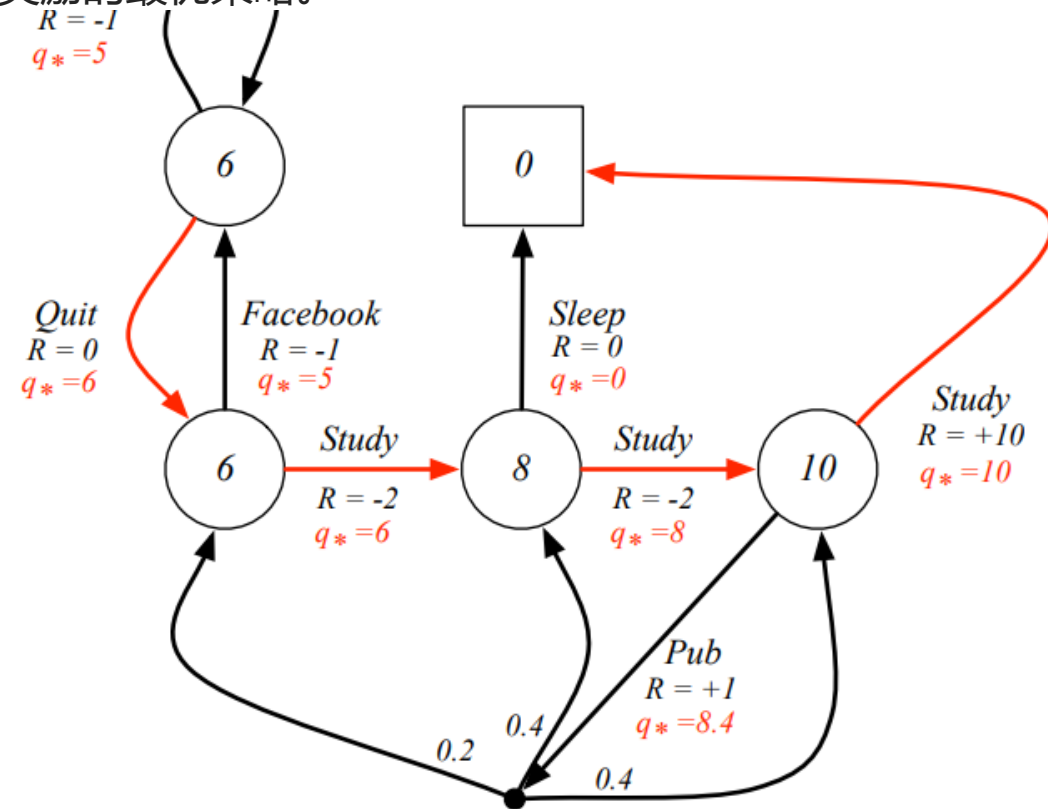 R = -1
q* =5
6
0
Quit
R = 0
q* =6
Facebook
R = -1
q* =5
Sleep
R = 0
q* =0
Study
R = +10
q* =10
6
Study
R = -2
q* =6
8
Study
R = -2
q* =8
10
Pub
R = +1
q* =8.4
0.4
0.2
0.4